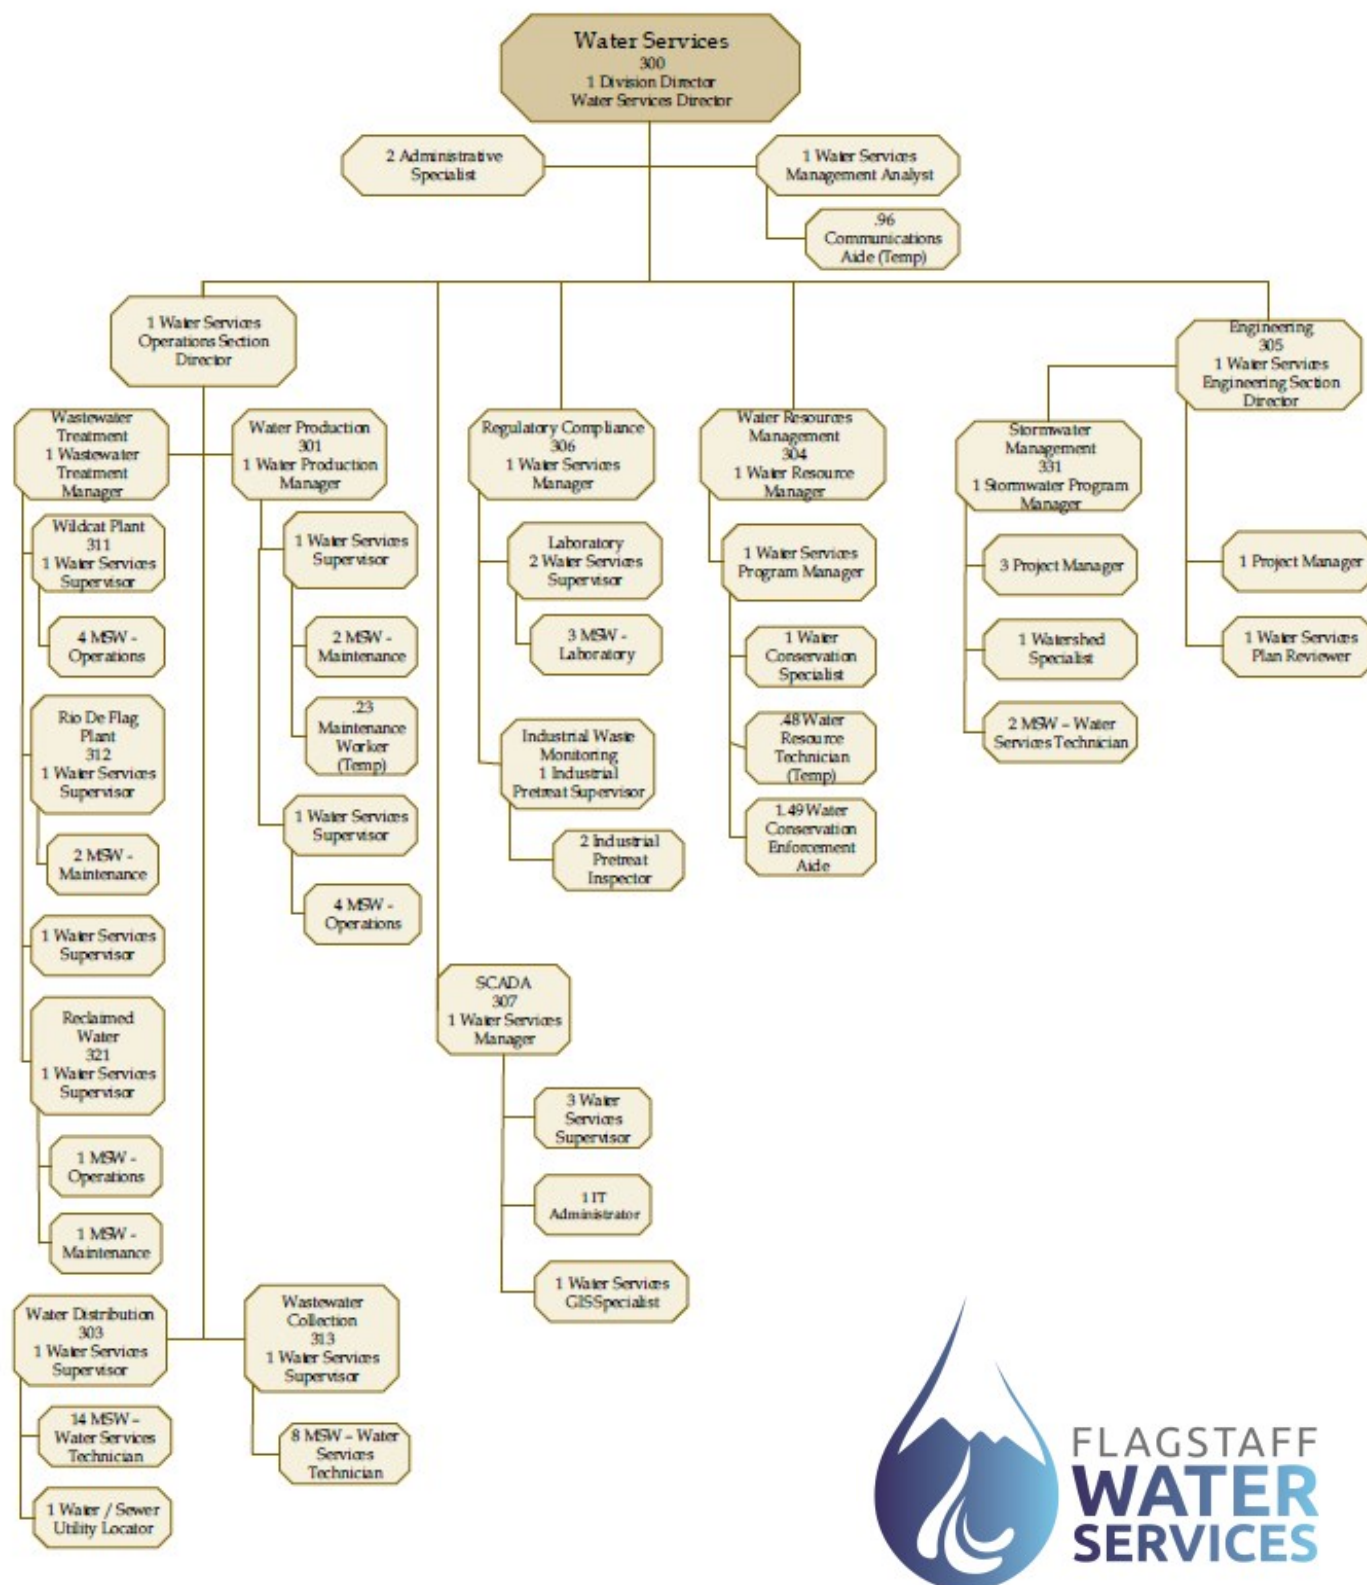 Water Services
300
1 Division Director
Water Services Director
2 Administrative
Specialist
1 Water Services
Management Analyst
.96
Communications
Aide (Temp)
1 Water Services
Operations Section
Director
Engineering
305
1 Water Services
Engineering Section
Director
Wastewater
Treatment
1 Wastewater
Treatment
Manager
Water Production
301
1 Water Production
Manager
Regulatory Compliance
306
1 Water Services
Manager
Water Resources
Management
304
1 Water Resource
Manager
Stormwater
Management
331
1 Stormwater Program
Manager
Wildcat Plant
311
1 Water Services
Supervisor
4 MSW -
Operations
Rio De Flag
Plant
312
1 Water Services
Supervisor
2 MSW -
Maintenance
1 Water Services
Supervisor
Reclaimed
Water
321
1 Water Services
Supervisor
1 MSW -
Operations
1 MSW -
Maintenance
1 Water Services
Supervisor
2 MSW -
Maintenance
.23
Maintenance
Worker
(Temp)
1 Water Services
Supervisor
4 MSW -
Operations
Laboratory
2 Water Services
Supervisor
3 MSW -
Laboratory
Industrial Waste
Monitoring
1 Industrial
Pretreat Supervisor
2 Industrial
Pretreat
Inspector
1 Water Services
Program Manager
1 Water
Conservation
Specialist
.48 Water
Resource
Technician
(Temp)
1.49 Water
Conservation
Enforcement
Aide
3 Project Manager
1 Watershed
Specialist
2 MSW – Water
Services Technician
1 Project Manager
1 Water Services
Plan Reviewer
SCADA
307
1 Water Services
Manager
3 Water
Services
Supervisor
1 IT
Administrator
1 Water Services
GIS Specialist
Water Distribution
303
1 Water Services
Supervisor
14 MSW –
Water Services
Technician
1 Water / Sewer
Utility Locator
Wastewater
Collection
313
1 Water Services
Supervisor
8 MSW – Water
Services
Technician
FLAGSTAFF
WATER
SERVICES